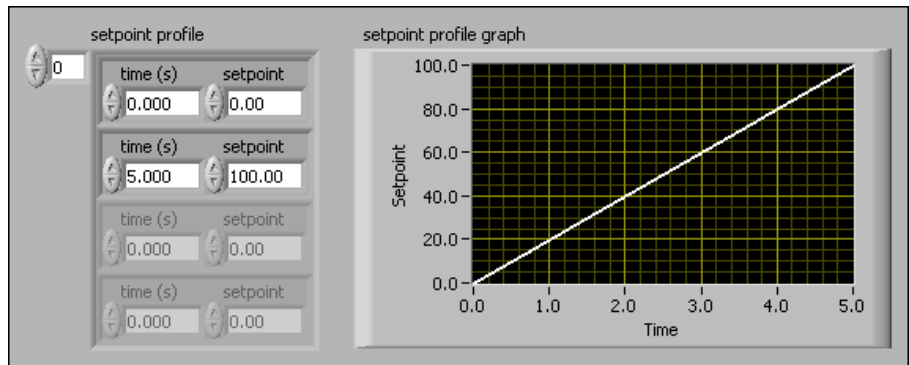 setpoint profile
0
time (s) setpoint
0.000 0.00
time (s) setpoint
5.000 100.00
time (s) setpoint
0.000 0.00
time (s) setpoint
0.000 0.00
setpoint profile graph
100.0
80.0
60.0
40.0
20.0
0.0
Setpoint
0.0 1.0 2.0 3.0 4.0 5.0
Time